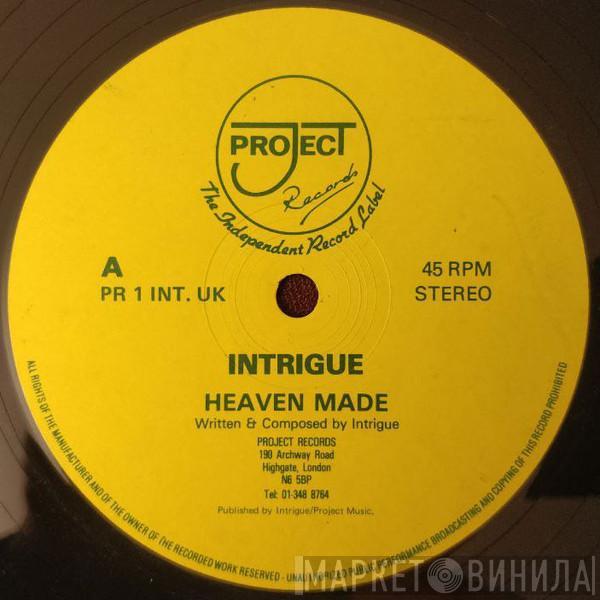 PROJECT
Records
The Independent Record Label
A
PR 1 INT. UK
45 RPM
STEREO
INTRIGUE
HEAVEN MADE
Written & Composed by Intrigue
PROJECT RECORDS
190 Archway Road
Highgate, London
N6 5BP
Tel: 01-348 8764
Published by Intrigue/Project Music.
ALL RIGHTS OF THE MANUFACTURER AND OF THE OWNER OF THE RECORDED WORK RESERVED - UNAUTHORIZED PUBLIC PERFORMANCE BROADCASTING AND COPYING OF THIS RECORD PROHIBITED
МАРКЕТ ВИНИЛА